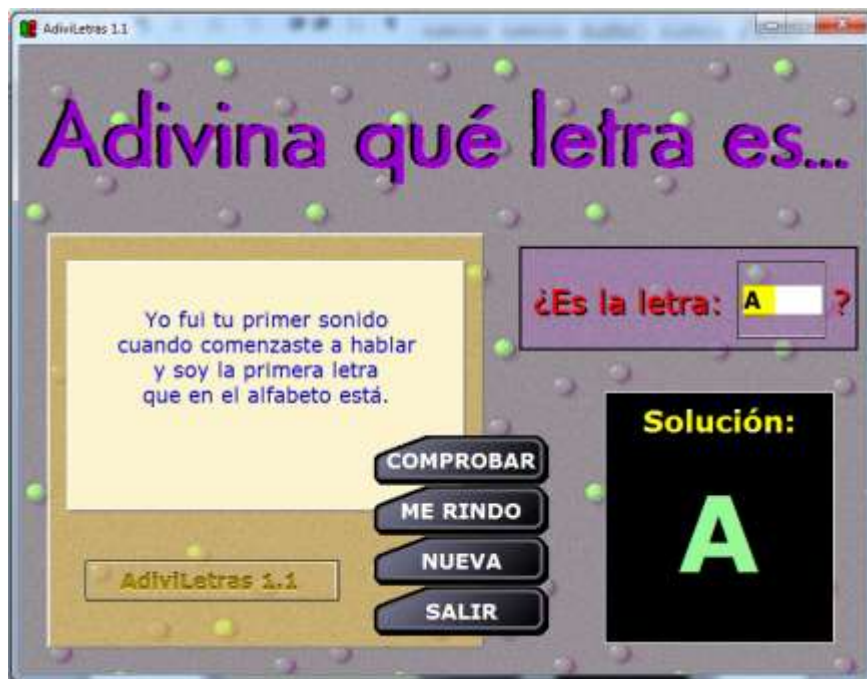 AdiviLetras 1.1
Adivina qué letra es...
Yo fui tu primer sonido
cuando comenzaste a hablar
y soy la primera letra
que en el alfabeto está.
¿Es la letra: A ?
Solución:
A
COMPROBAR
ME RINDO
NUEVA
SALIR
AdiviLetras 1.1